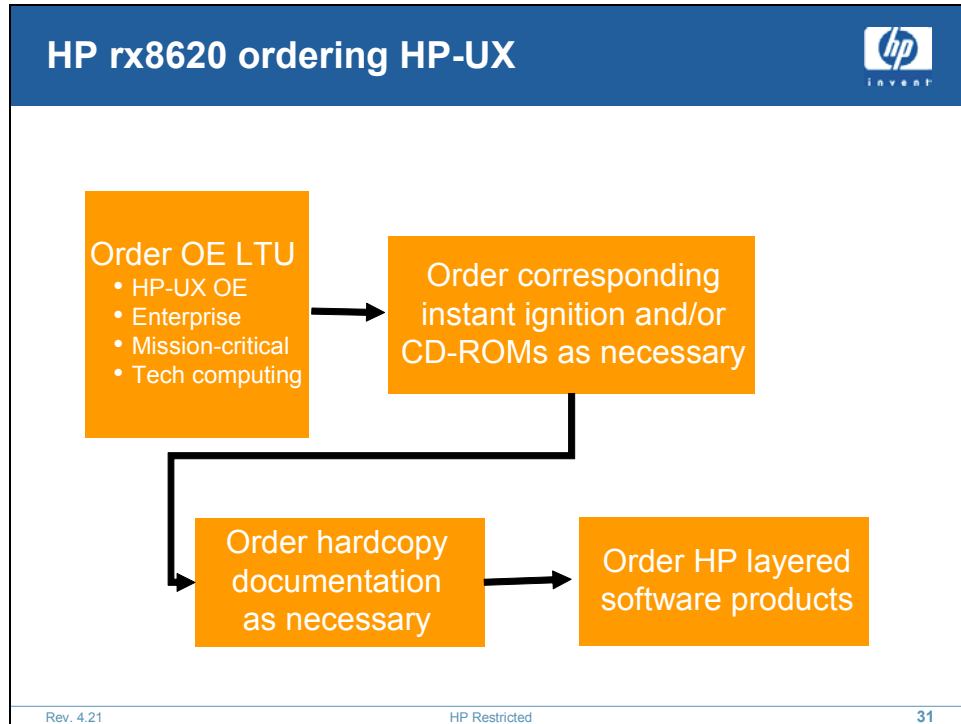 HP rx8620 ordering HP-UX
hp
invent
Order OE LTU
• HP-UX OE
• Enterprise
• Mission-critical
• Tech computing
Order corresponding
instant ignition and/or
CD-ROMs as necessary
Order hardcopy
documentation
as necessary
Order HP layered
software products
Rev. 4.21
HP Restricted
31